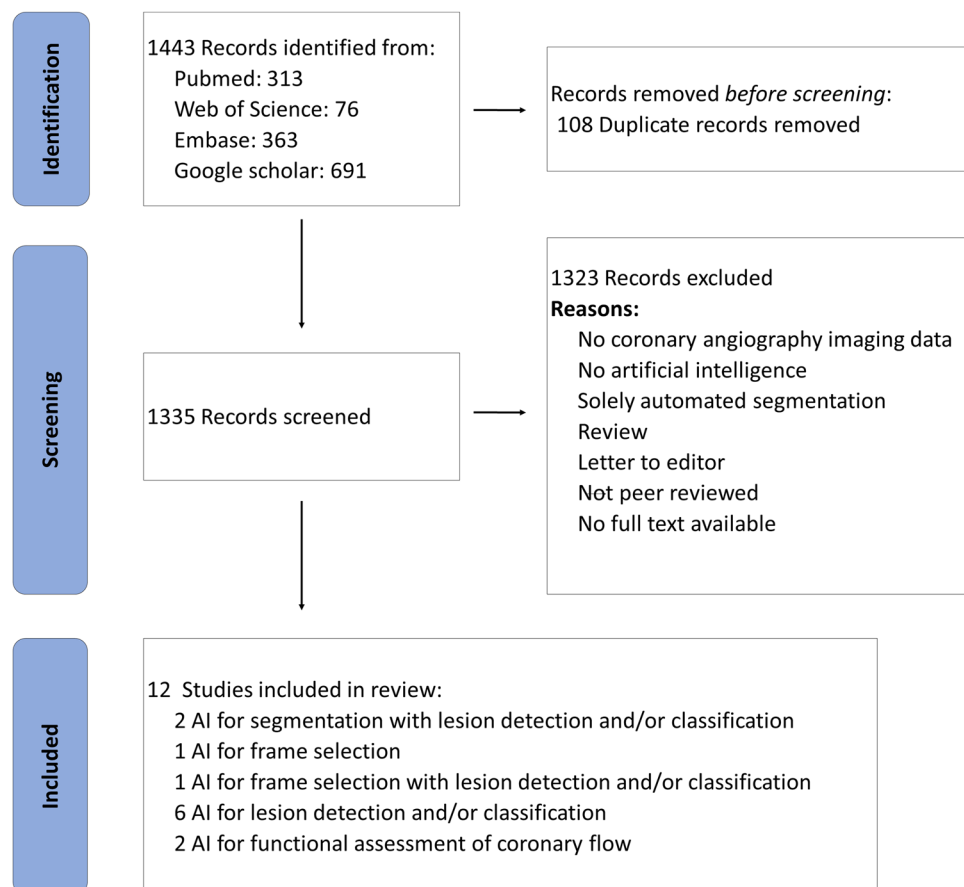 Identification
1443 Records identified from:
Pubmed: 313
Web of Science: 76
Embase: 363
Google scholar: 691
Records removed before screening:
108 Duplicate records removed
Screening
1335 Records screened
1323 Records excluded
Reasons:
No coronary angiography imaging data
No artificial intelligence
Solely automated segmentation
Review
Letter to editor
Not peer reviewed
No full text available
Included
12 Studies included in review:
2 AI for segmentation with lesion detection and/or classification
1 AI for frame selection
1 AI for frame selection with lesion detection and/or classification
6 AI for lesion detection and/or classification
2 AI for functional assessment of coronary flow